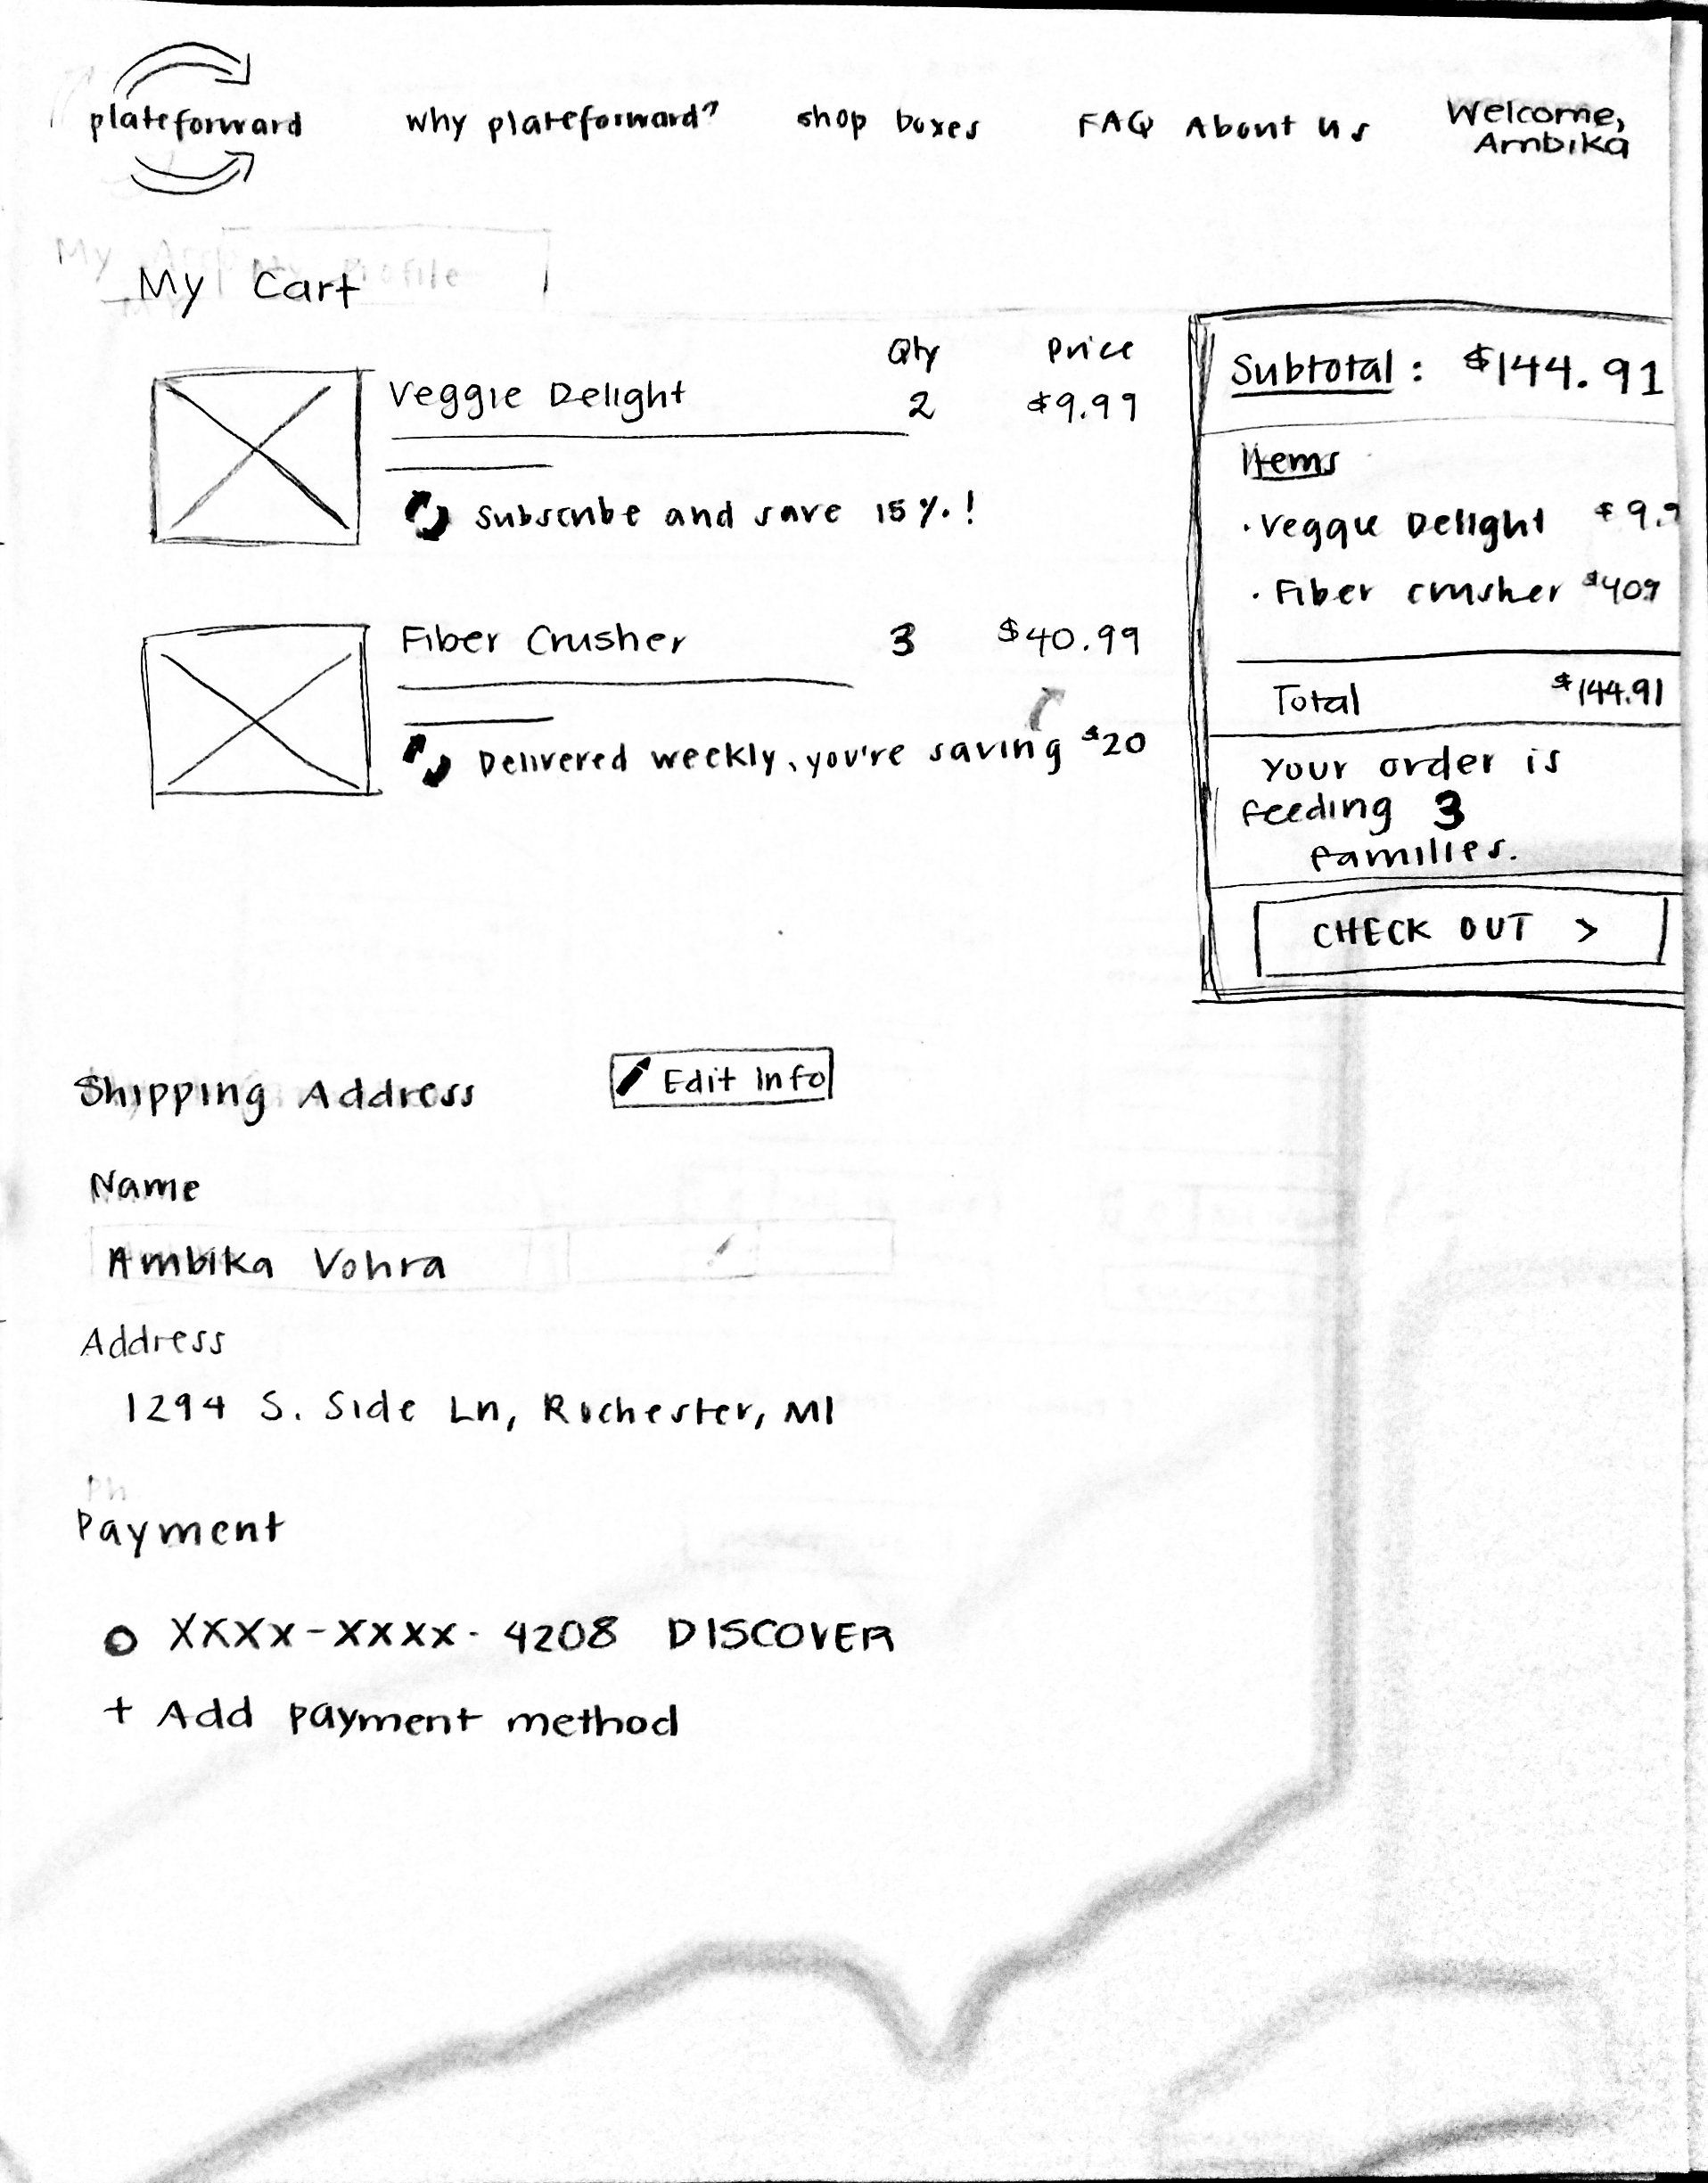 plateforward
why plateforward?
shop boxes
FAQ
About us
Welcome,
Ambika
My Cart
Qty
Price
Veggie Delight
2
$9.99
Subscribe and save 15%!
Fiber Crusher
3
$40.99
Delivered weekly, you're saving $20
Subtotal: $144.91
Items
· Veggie Delight $9.9
· Fiber crusher $409
Total $144.91
Your order is
feeding 3
families.
CHECK OUT >
Shipping Address
Edit Info
Name
Ambika Vohra
Address
1294 S. Side Ln, Rochester, MI
Payment
XXXX-XXXX-4208 DISCOVER
+ Add payment method